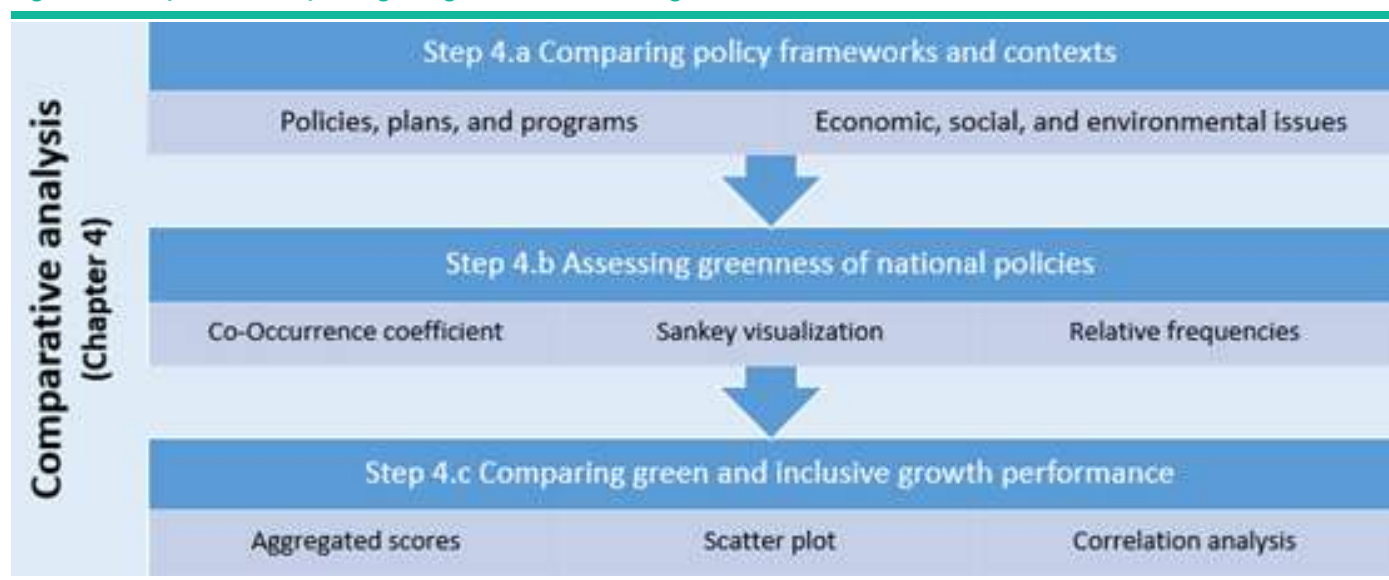 Comparative analysis
(Chapter 4)
Step 4.a Comparing policy frameworks and contexts
Policies, plans, and programs
Economic, social, and environmental issues
Step 4.b Assessing greenness of national policies
Co-Occurrence coefficient
Sankey visualization
Relative frequencies
Step 4.c Comparing green and inclusive growth performance
Aggregated scores
Scatter plot
Correlation analysis